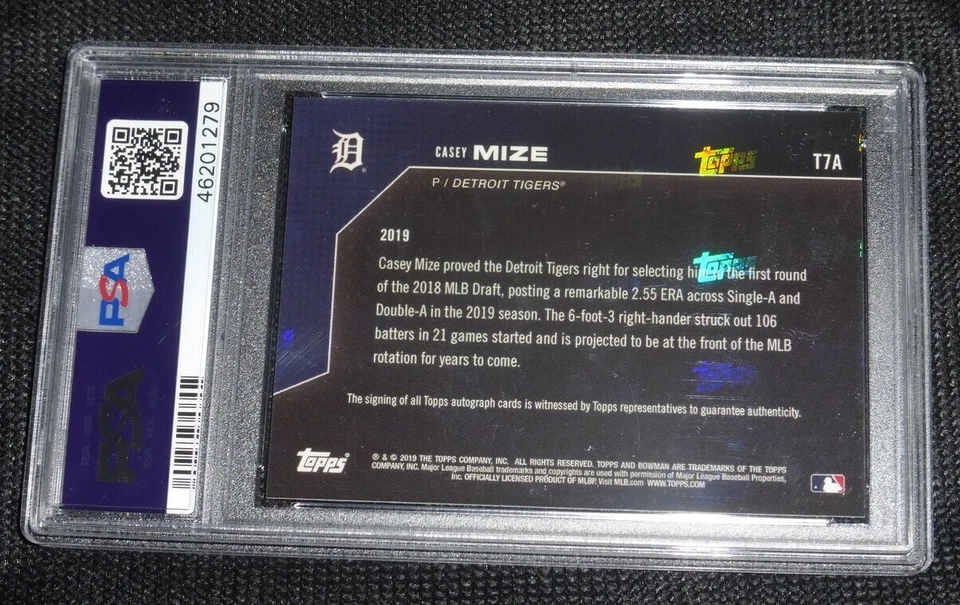 46201279
PSA
PSA
D
CASEY MIZE
topps
T7A
P / DETROIT TIGERS®
2019
Casey Mize proved the Detroit Tigers right for selecting the first round
topps
of the 2018 MLB Draft, posting a remarkable 2.55 ERA across Single-A and
Double-A in the 2019 season. The 6-foot-3 right-hander struck out 106
batters in 21 games started and is projected to be at the front of the MLB
rotation for years to come.
The signing of all Topps autograph cards is witnessed by Topps representatives to guarantee authenticity.
topps®
® & © 2019 THE TOPPS COMPANY, INC. ALL RIGHTS RESERVED. TOPPS AND BOWMAN ARE TRADEMARKS OF THE TOPPS
COMPANY, INC. Major League Baseball trademarks and copyrights are used with permission of Major League Baseball Properties,
Inc. OFFICIALLY LICENSED PRODUCT OF MLBP. Visit MLB.com WWW.TOPPS.COM